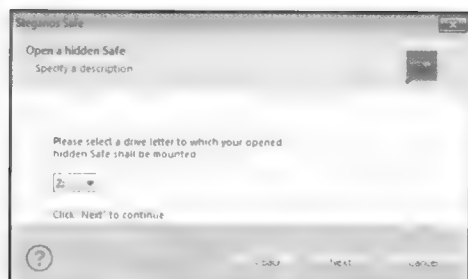 Steganos Safe
Open a hidden Safe
Specify a description
Please select a drive letter to which your opened
hidden Safe shall be mounted
Z:
Click 'Next' to continue
?
Next
Cancel